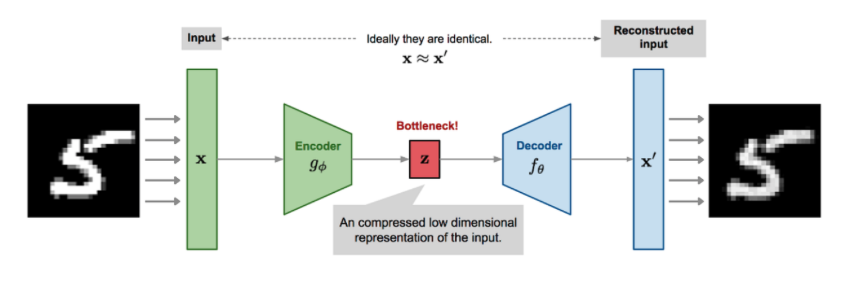 Input
Ideally they are identical.
x ≈ x′
Reconstructed
input
x
Encoder
gϕ
Bottleneck!
z
Decoder
fθ
x′
An compressed low dimensional
representation of the input.